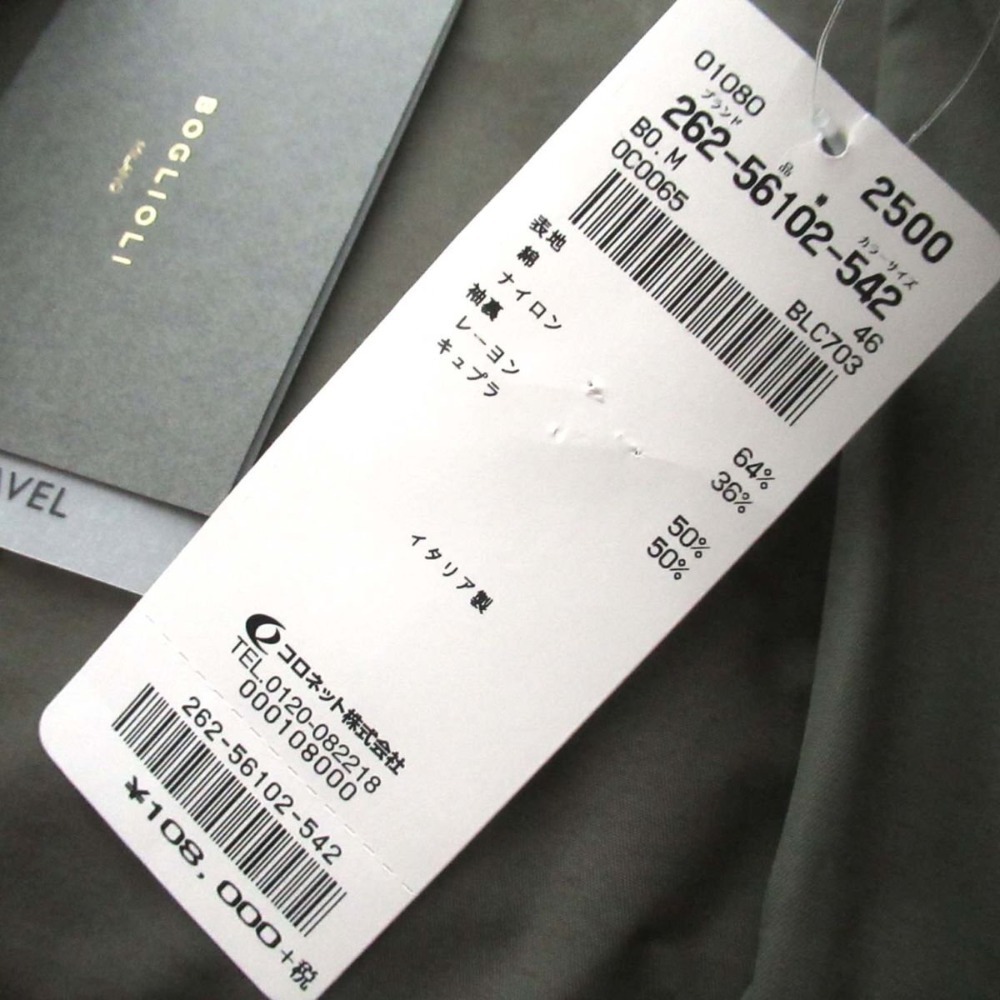 BOGLIOLI
MILANO
AVEL
01080
2500
ブランド
品
カラーサイズ
262-56102-542
BO. M
46
0C0065
BLC703
表地
綿 64%
ナイロン 36%
袖裏
レーヨン 50%
キュプラ 50%
イタリア製
コロネット株式会社
TEL.0120-082218
000108000
262-56102-542
¥108,000+税